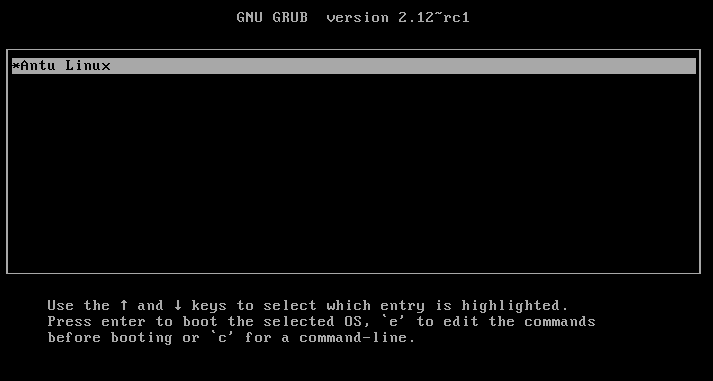 GNU GRUB  version 2.12~rc1
*Antu Linux
Use the ↑ and ↓ keys to select which entry is highlighted.
Press enter to boot the selected OS, `e' to edit the commands
before booting or `c' for a command-line.